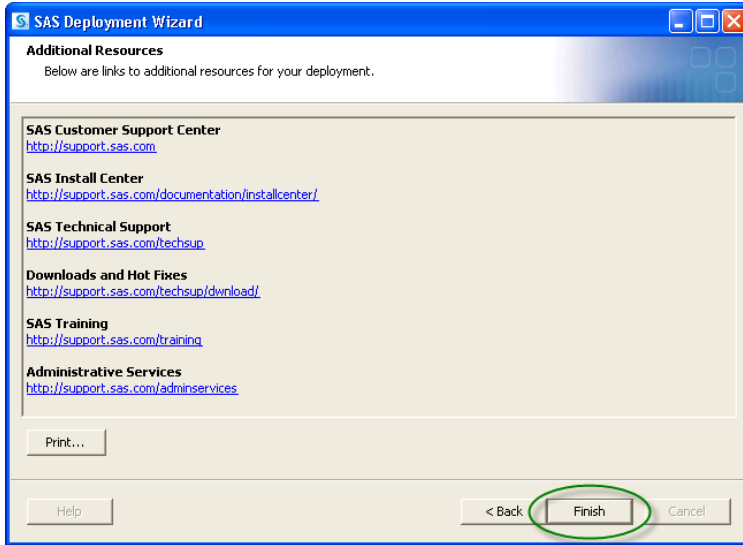 SAS Deployment Wizard
Additional Resources
Below are links to additional resources for your deployment.
SAS Customer Support Center
http://support.sas.com
SAS Install Center
http://support.sas.com/documentation/installcenter/
SAS Technical Support
http://support.sas.com/techsup
Downloads and Hot Fixes
http://support.sas.com/techsup/dwnload/
SAS Training
http://support.sas.com/training
Administrative Services
http://support.sas.com/adminservices
Print...
Help
< Back
Finish
Cancel